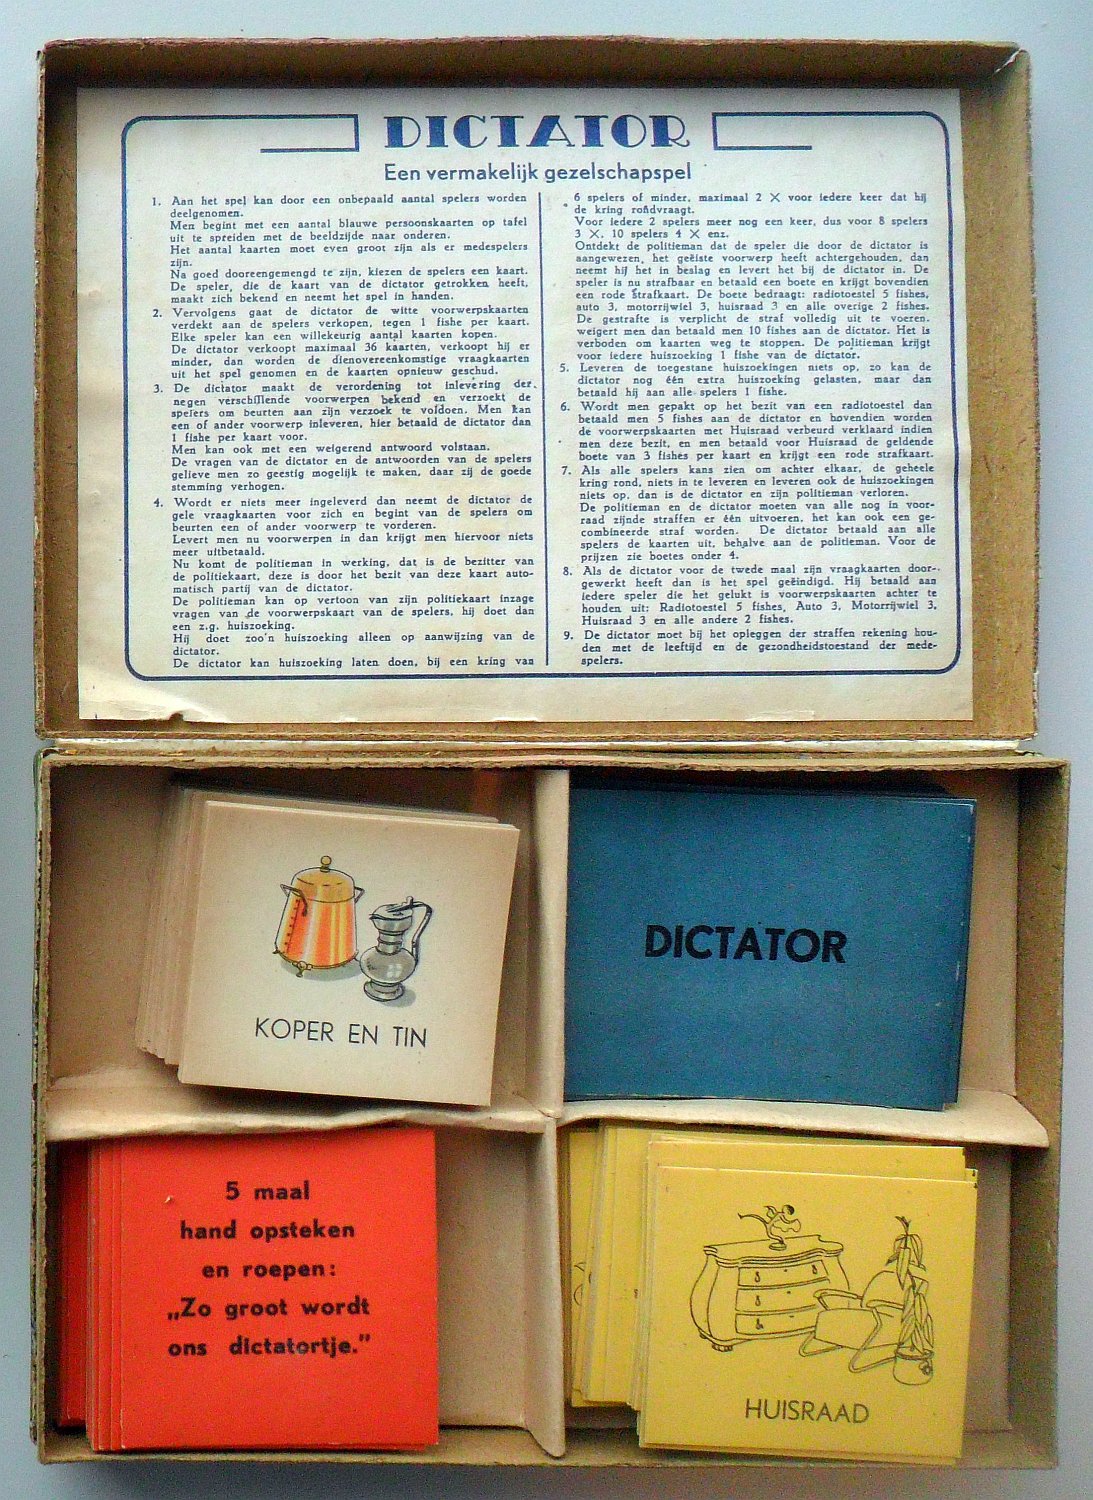 DICTATOR
Een vermakelijk gezelschapspel
1. Aan het spel kan door een onbepaald aantal spelers worden
deelgenomen.
Men begint met een aantal blauwe persoonskaarten op tafel
uit te spreiden met de beeldzijde naar onderen.
Het aantal kaarten moet even groot zijn als er medespelers
zijn.
Na goed dooreengemengd te zijn, kiezen de spelers een kaart.
De speler, die de kaart van de dictator getrokken heeft,
maakt zich bekend en neemt het spel in handen.
2. Vervolgens gaat de dictator de witte voorwerpskaarten
verdekt aan de spelers verkopen, tegen 1 fishe per kaart.
Elke speler kan een willekeurig aantal kaarten kopen.
De dictator verkoopt maximaal 36 kaarten, verkoopt hij er
minder, dan worden de dienovereenkomstige vraagkaarten
uit het spel genomen en de kaarten opnieuw geschud.
3. De dictator maakt de verordening tot inlevering der
negen verschillende voorwerpen bekend en verzoekt de
spelers om beurten aan zijn verzoek te voldoen. Men kan
een of ander voorwerp inleveren, hier betaald de dictator dan
1 fishe per kaart voor.
Men kan ook met een weigerend antwoord volstaan.
De vragen van de dictator en de antwoorden van de spelers
gelieve men zo geestig mogelijk te maken, daar zij de goede
stemming verhogen.
4. Wordt er niets meer ingeleverd dan neemt de dictator de
gele vraagkaarten voor zich en begint van de spelers om
beurten een of ander voorwerp te vorderen.
Levert men nu voorwerpen in dan krijgt men hiervoor niets
meer uitbetaald.
Nu komt de politieman in werking, dat is de bezitter van
de politiekaart, deze is door het bezit van deze kaart auto-
matisch partij van de dictator.
De politieman kan op vertoon van zijn politiekaart inzage
vragen van de voorwerpskaart van de spelers, hij doet dan
een z.g. huiszoeking.
Hij doet zoo'n huiszoeking alleen op aanwijzing van de
dictator.
De dictator kan huiszoeking laten doen, bij een kring van
6 spelers of minder, maximaal 2 X voor iedere keer dat hij
de kring rondvraagt.
Voor iedere 2 spelers meer nog een keer, dus voor 8 spelers
3 X, 10 spelers 4 X enz.
Ontdekt de politieman dat de speler die door de dictator is
aangewezen, het geëiste voorwerp heeft achtergehouden, dan
neemt hij het in beslag en levert het bij de dictator in. De
speler is nu strafbaar en betaald een boete en krijgt bovendien
een rode strafkaart. De boete bedraagt: radiotoestel 5 fishes,
auto 3, motorrijwiel 3, huisraad 3 en alle overige 2 fishes.
De gestrafte is verplicht de straf volledig uit te voeren,
weigert men dan betaald men 10 fishes aan de dictator. Het is
verboden om kaarten weg te stoppen. De politieman krijgt
voor iedere huiszoeking 1 fishe van de dictator.
5. Leveren de toegestane huiszoekingen niets op, zo kan de
dictator nog één extra huiszoeking gelasten, maar dan
betaald hij aan alle spelers 1 fishe.
6. Wordt men gepakt op het bezit van een radiotoestel dan
betaald men 5 fishes aan de dictator en bovendien worden
de voorwerpskaarten met Huisraad verbeurd verklaard indien
men deze bezit, en men betaald voor Huisraad de geldende
boete van 3 fishes per kaart en krijgt een rode strafkaart.
7. Als alle spelers kans zien om achter elkaar, de geheele
kring rond, niets in te leveren en leveren ook de huiszoekingen
niets op, dan is de dictator en zijn politieman verloren.
De politieman en de dictator moeten van alle nog in voor-
raad zijnde straffen er één uitvoeren, het kan ook een ge-
combineerde straf worden. De dictator betaald aan alle
spelers de kaarten uit, behalve aan de politieman. Voor de
prijzen zie boetes onder 4.
8. Als de dictator voor de twede maal zijn vraagkaarten door-
gewerkt heeft dan is het spel geëindigd. Hij betaald aan
iedere speler die het gelukt is voorwerpskaarten achter te
houden uit: Radiotoestel 5 fishes, Auto 3, Motorrijwiel 3,
Huisraad 3 en alle andere 2 fishes.
9. De dictator moet bij het opleggen der straffen rekening hou-
den met de leeftijd en de gezondheidstoestand der mede-
spelers.
KOPER EN TIN
DICTATOR
5 maal
hand opsteken
en roepen:
„Zo groot wordt
ons dictatortje."
HUISRAAD